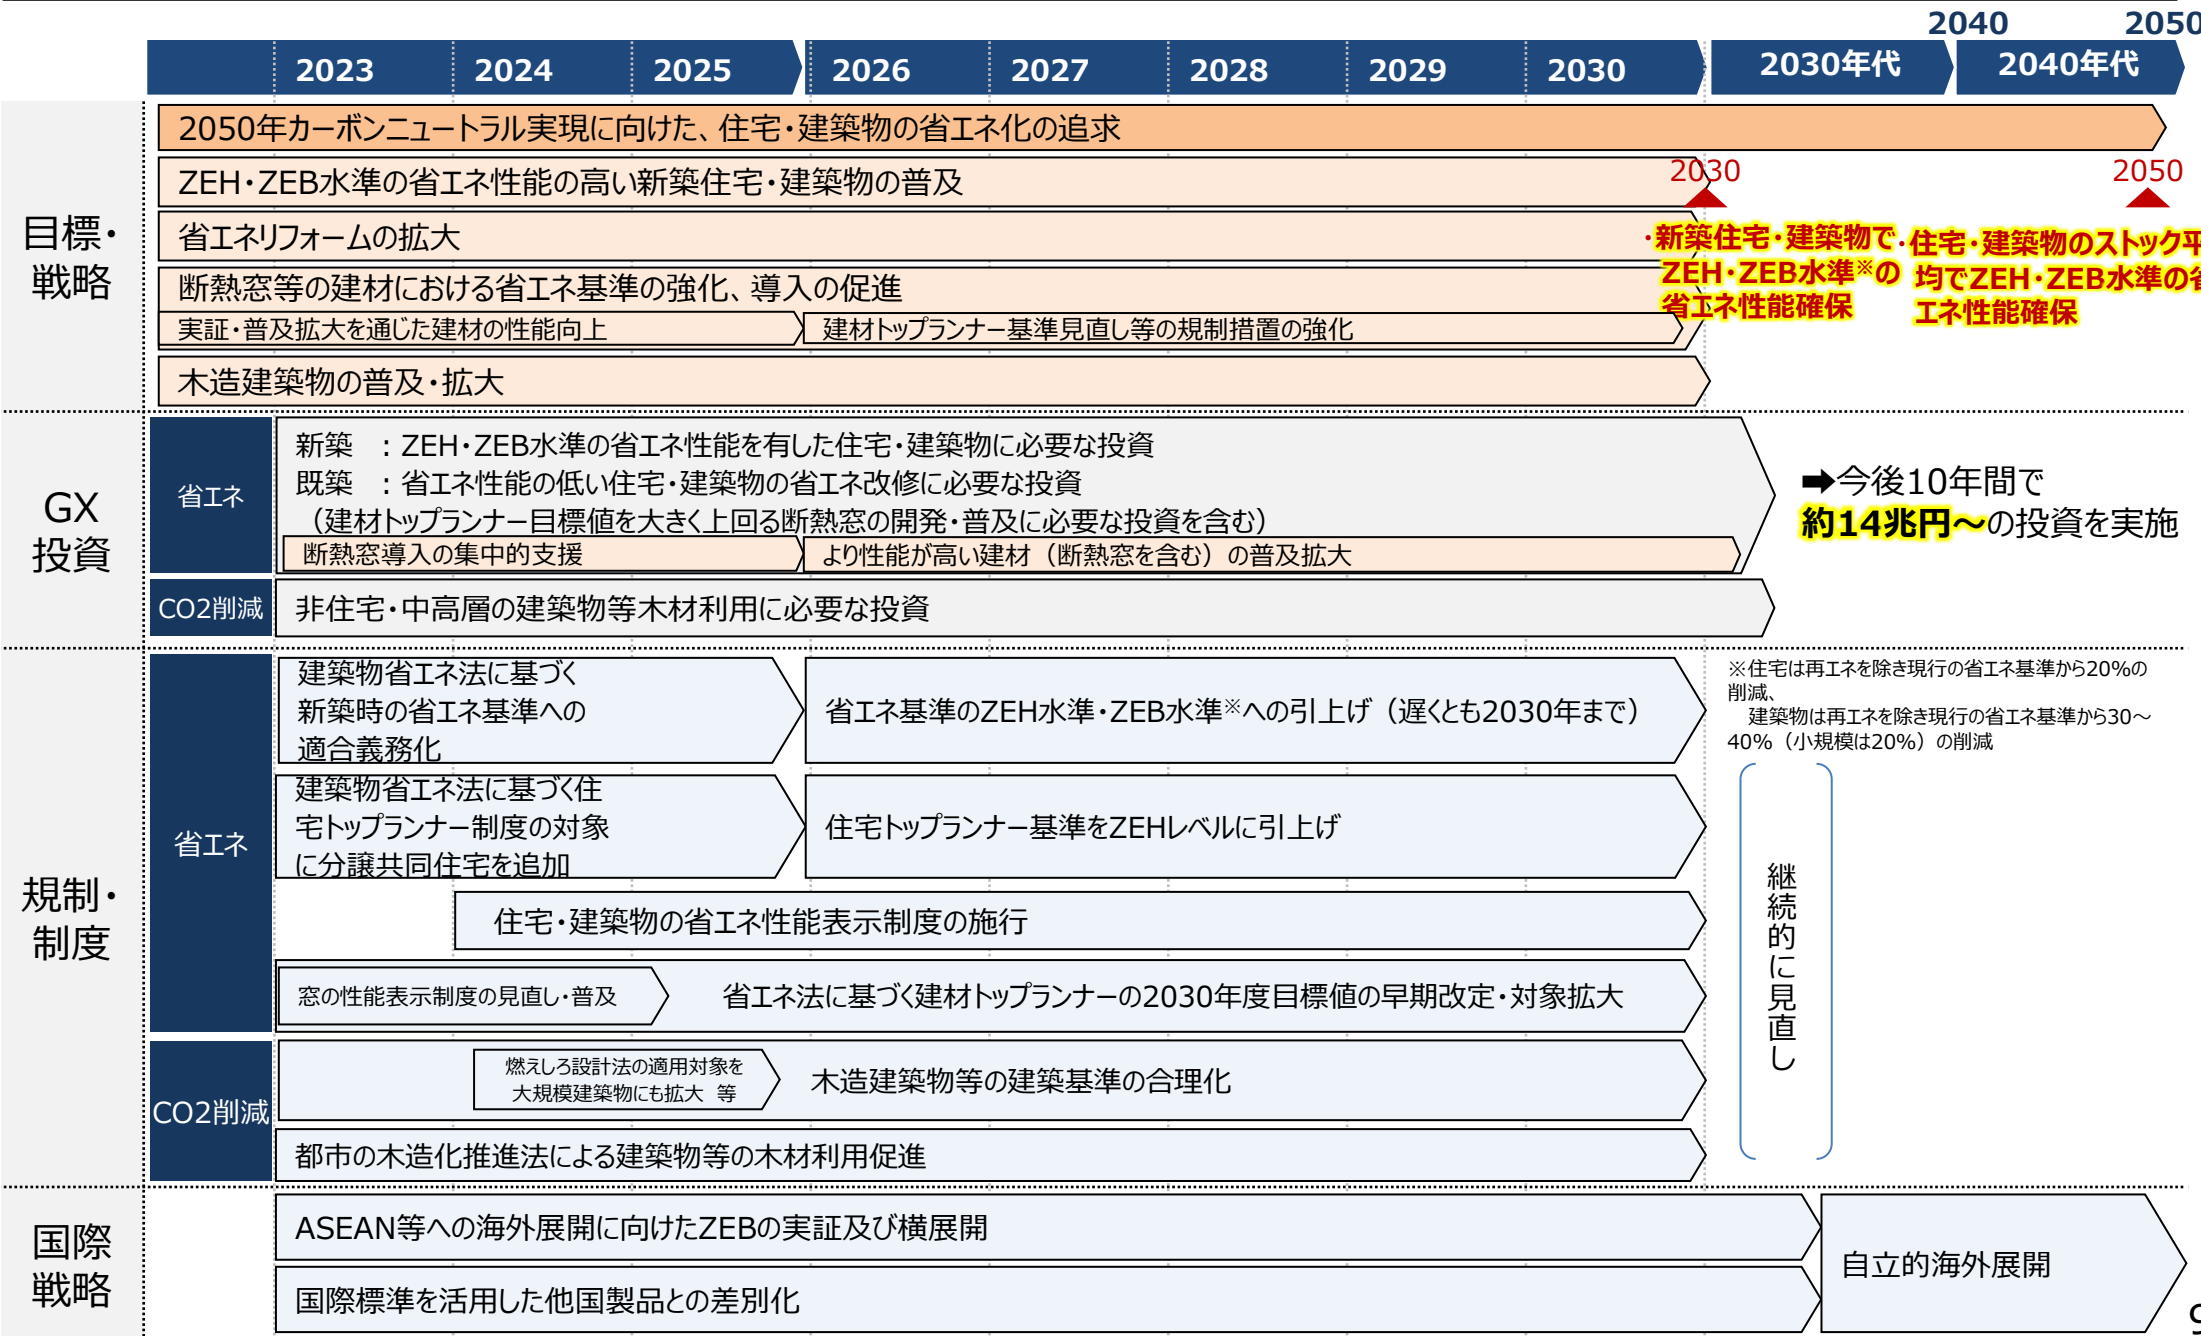 2040 2050
2023 2024 2025 2026 2027 2028 2029 2030 2030年代 2040年代
目標・
戦略
2050年カーボンニュートラル実現に向けた、住宅・建築物の省エネ化の追求
ZEH・ZEB水準の省エネ性能の高い新築住宅・建築物の普及
省エネリフォームの拡大
断熱窓等の建材における省エネ基準の強化、導入の促進
実証・普及拡大を通じた建材の性能向上
建材トップランナー基準見直し等の規制措置の強化
木造建築物の普及・拡大
2030
・新築住宅・建築物で
ZEH・ZEB水準※の
省エネ性能確保
2050
・住宅・建築物のストック平
均でZEH・ZEB水準の省
エネ性能確保
GX
投資
省エネ
新築 :ZEH・ZEB水準の省エネ性能を有した住宅・建築物に必要な投資
既築 :省エネ性能の低い住宅・建築物の省エネ改修に必要な投資
(建材トップランナー目標値を大きく上回る断熱窓の開発・普及に必要な投資を含む)
断熱窓導入の集中的支援
より性能が高い建材(断熱窓を含む)の普及拡大
CO2削減
非住宅・中高層の建築物等木材利用に必要な投資
➡今後10年間で
約14兆円~の投資を実施
規制・
制度
省エネ
建築物省エネ法に基づく
新築時の省エネ基準への
適合義務化
省エネ基準のZEH水準・ZEB水準※への引上げ(遅くとも2030年まで)
建築物省エネ法に基づく住
宅トップランナー制度の対象
に分譲共同住宅を追加
住宅トップランナー基準をZEHレベルに引上げ
住宅・建築物の省エネ性能表示制度の施行
窓の性能表示制度の見直し・普及
省エネ法に基づく建材トップランナーの2030年度目標値の早期改定・対象拡大
CO2削減
燃えしろ設計法の適用対象を
大規模建築物にも拡大 等
木造建築物等の建築基準の合理化
都市の木造化推進法による建築物等の木材利用促進
※住宅は再エネを除き現行の省エネ基準から20%の
削減、
建築物は再エネを除き現行の省エネ基準から30~
40%(小規模は20%)の削減
継続的に見直し
国際
戦略
ASEAN等への海外展開に向けたZEBの実証及び横展開
国際標準を活用した他国製品との差別化
自立的海外展開
9